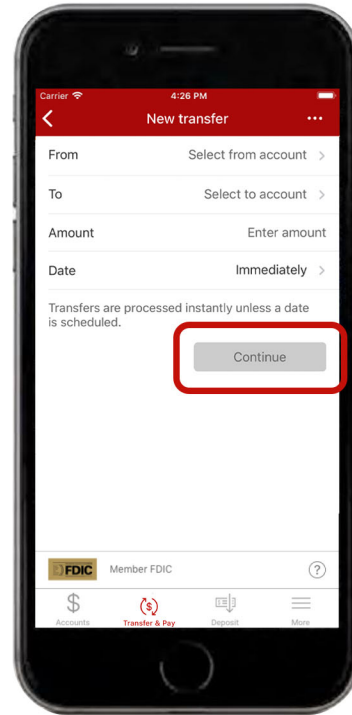 Carrier 4:26 PM
New transfer
From Select from account
To Select to account
Amount Enter amount
Date Immediately
Transfers are processed instantly unless a date
is scheduled.
Continue
FDIC Member FDIC ?
$ $
Accounts Transfer & Pay Deposit More